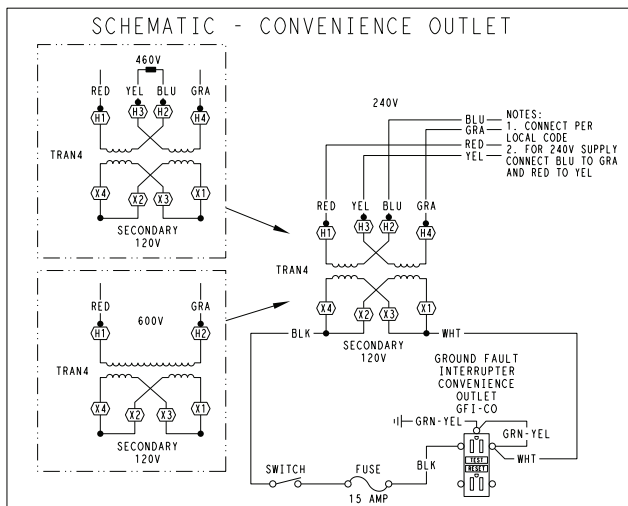 SCHEMATIC - CONVENIENCE OUTLET
460V
RED YEL BLU GRA
H1 H3 H2 H4
TRAN4
X4 X2 X3 X1
SECONDARY
120V
RED GRA
600V
H1 H2
TRAN4
X4 X2 X3 X1
SECONDARY
120V
240V
BLU
GRA
RED
YEL
NOTES:
1. CONNECT PER
LOCAL CODE
2. FOR 240V SUPPLY
CONNECT BLU TO GRA
AND RED TO YEL
RED YEL BLU GRA
H1 H3 H2 H4
TRAN4
X4 X2 X3 X1
BLK WHT
SECONDARY
120V
GROUND FAULT
INTERRUPTER
CONVENIENCE
OUTLET
GFI-CO
GRN-YEL
GRN-YEL
WHT
BLK
TEST
RESET
SWITCH FUSE
15 AMP